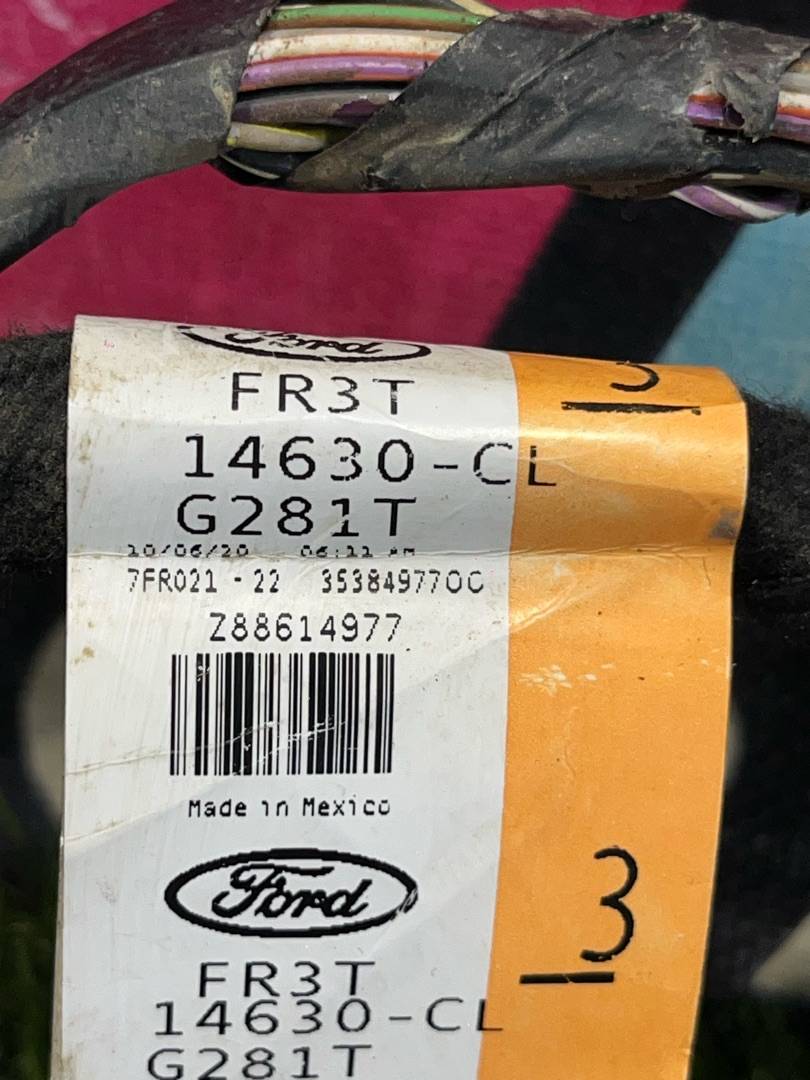 Ford
3
FR3T
14630-CL
G281T
10/06/20 06:11 AM
7FR021 - 22 3538497700
Z88614977
Made in Mexico
Ford
3
FR3T
14630-CL
G281T